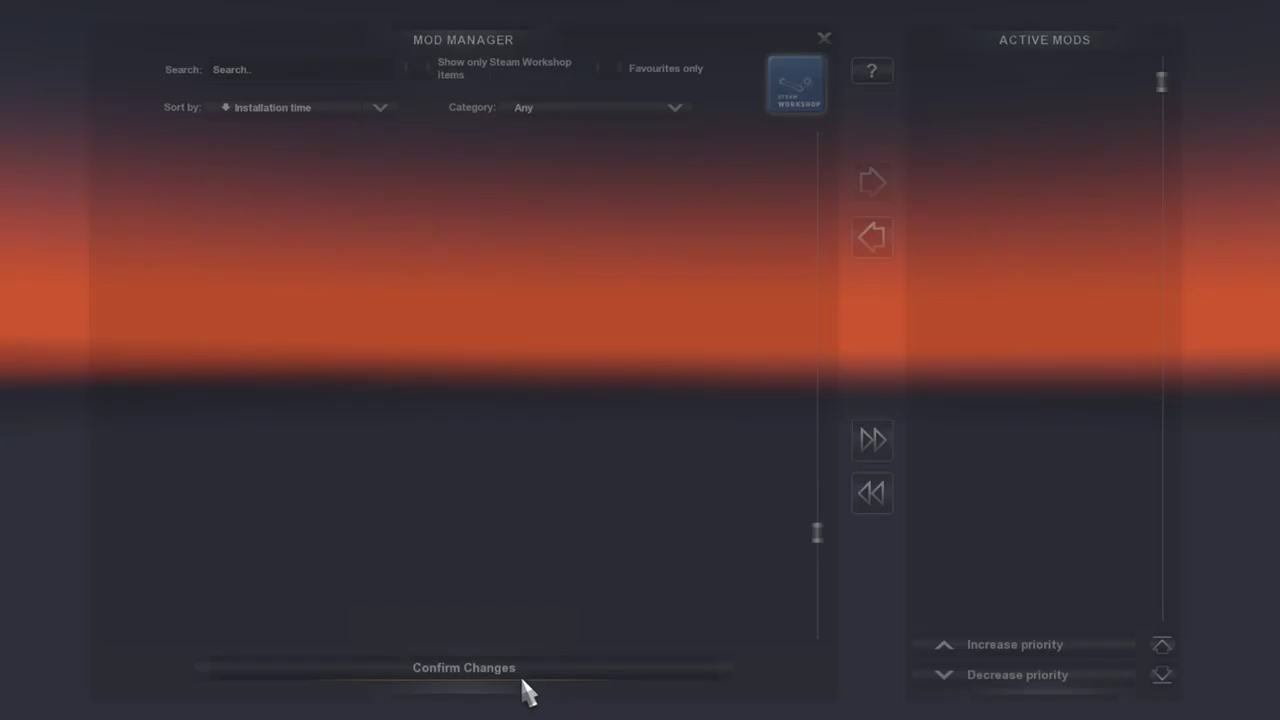 MOD MANAGER
Search: Search..
Show only Steam Workshop
items
Favourites only
STEAM
WORKSHOP
?
Sort by: Installation time
Category: Any
Confirm Changes
ACTIVE MODS
Increase priority
Decrease priority